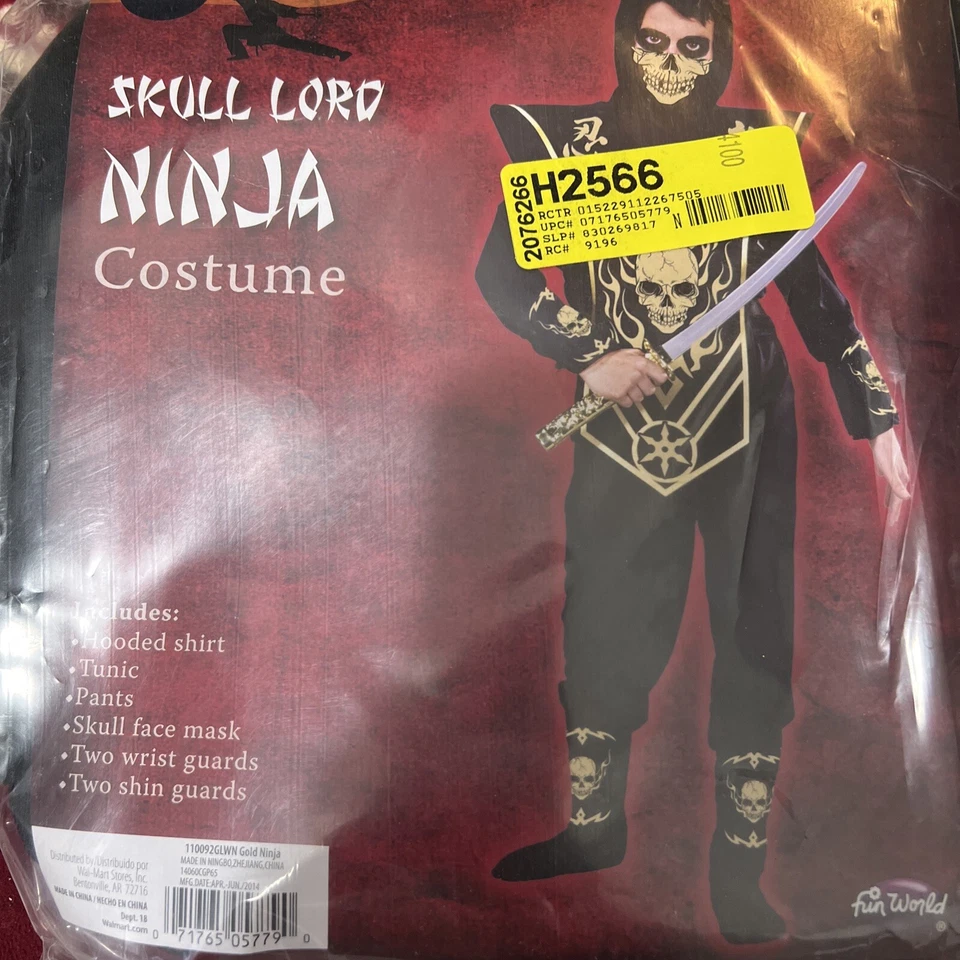 SKULL LORD
NINJA
Costume
忍
4100
2076266
H2566
RCTR 015229112267505
UPC# 07176505779 N
SLP# 830269817
RC# 9196
Includes:
•Hooded shirt
•Tunic
•Pants
•Skull face mask
•Two wrist guards
•Two shin guards
Distributed by/Distribuido por
Wal-Mart Stores, Inc.
Bentonville, AR 72716
MADE IN CHINA / HECHO EN CHINA
Dept. 18
Walmart.com
110092GLWN Gold Ninja
MADE IN NINGBO,ZHEJIANG,CHINA
14060CGP65
MFG.DATE:APR.-JUN./2014
0 71765 05779 0
fun World
®